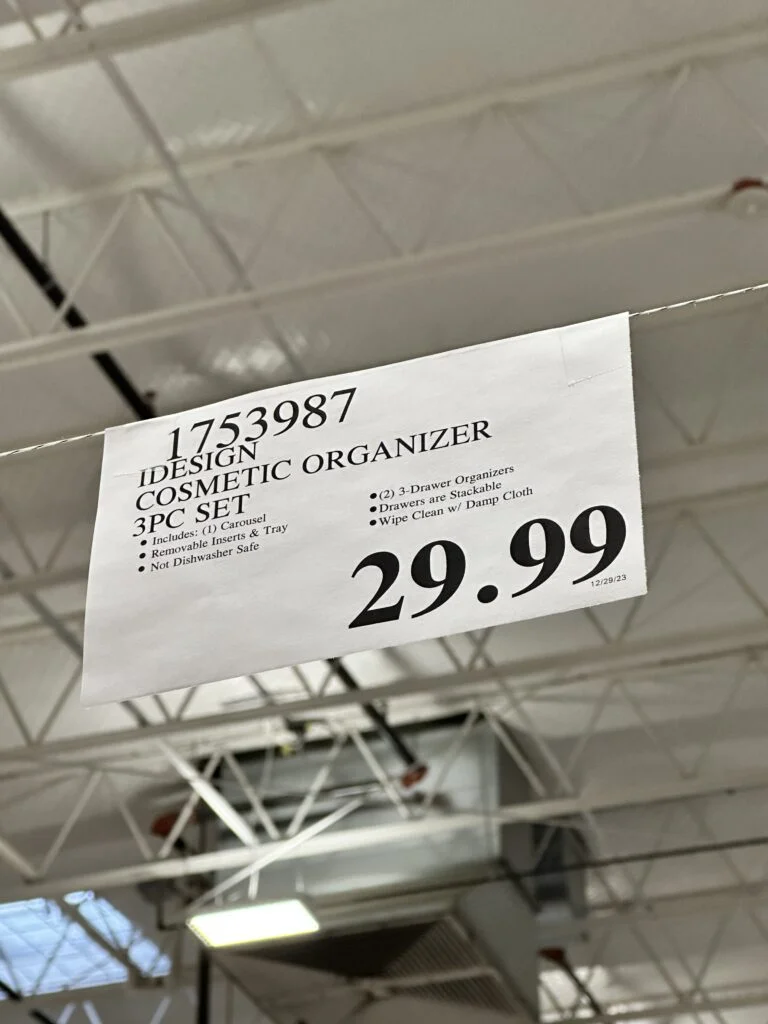 1753987
IDESIGN
COSMETIC ORGANIZER
3PC SET
• Includes: (1) Carousel
• Removable Inserts & Tray
• Not Dishwasher Safe
• (2) 3-Drawer Organizers
• Drawers are Stackable
• Wipe Clean w/ Damp Cloth
29.99
12/29/23